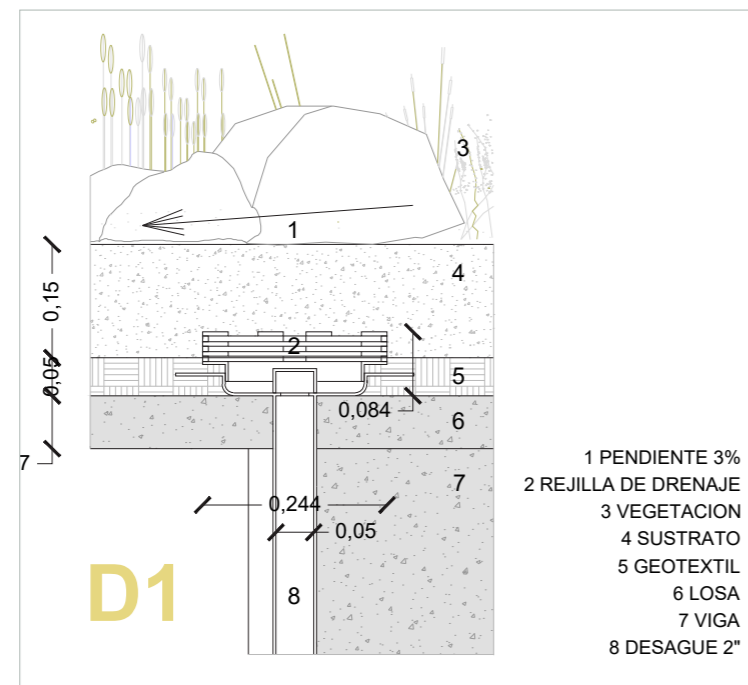 3
1
4
0,15
2
0,05
5
0,084
6
7
7
0,244
0,05
8
D1
1 PENDIENTE 3%
2 REJILLA DE DRENAJE
3 VEGETACION
4 SUSTRATO
5 GEOTEXTIL
6 LOSA
7 VIGA
8 DESAGUE 2"